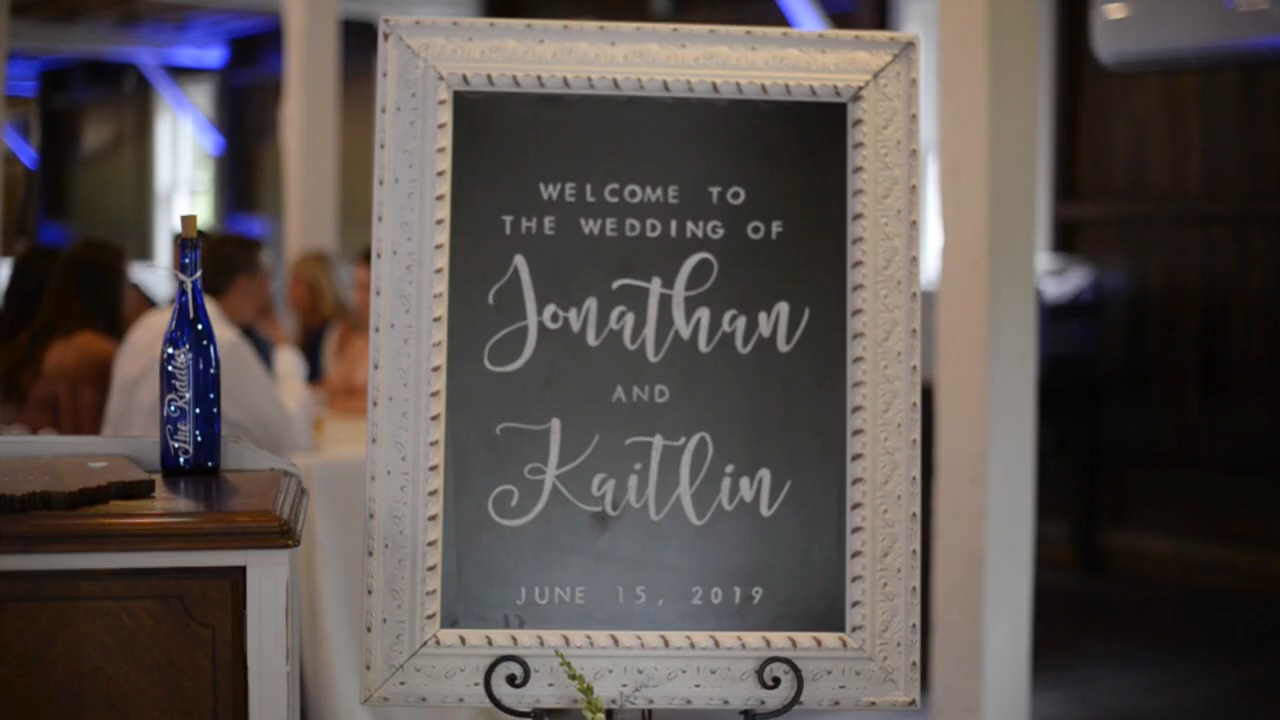 WELCOME TO
THE WEDDING OF
Jonathan
AND
Kaitlin
JUNE 15, 2019
The Riddles